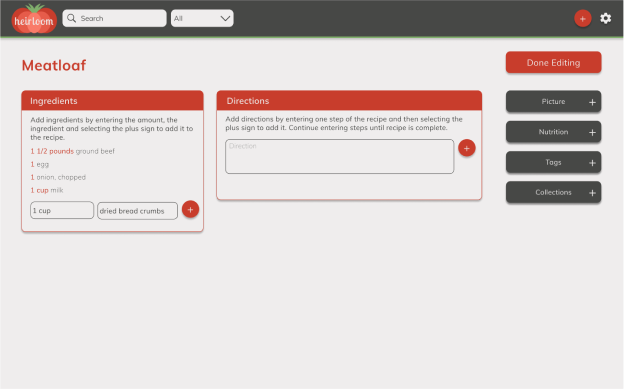 heirloom
Search
All
+
Meatloaf
Done Editing
Ingredients
Add ingredients by entering the amount, the
ingredient and selecting the plus sign to add it to
the recipe.
1 1/2 pounds ground beef
1 egg
1 onion, chopped
1 cup milk
1 cup
dried bread crumbs
+
Directions
Add directions by entering one step of the recipe and then selecting the
plus sign to add it. Continue entering steps until recipe is complete.
Direction
+
Picture +
Nutrition +
Tags +
Collections +